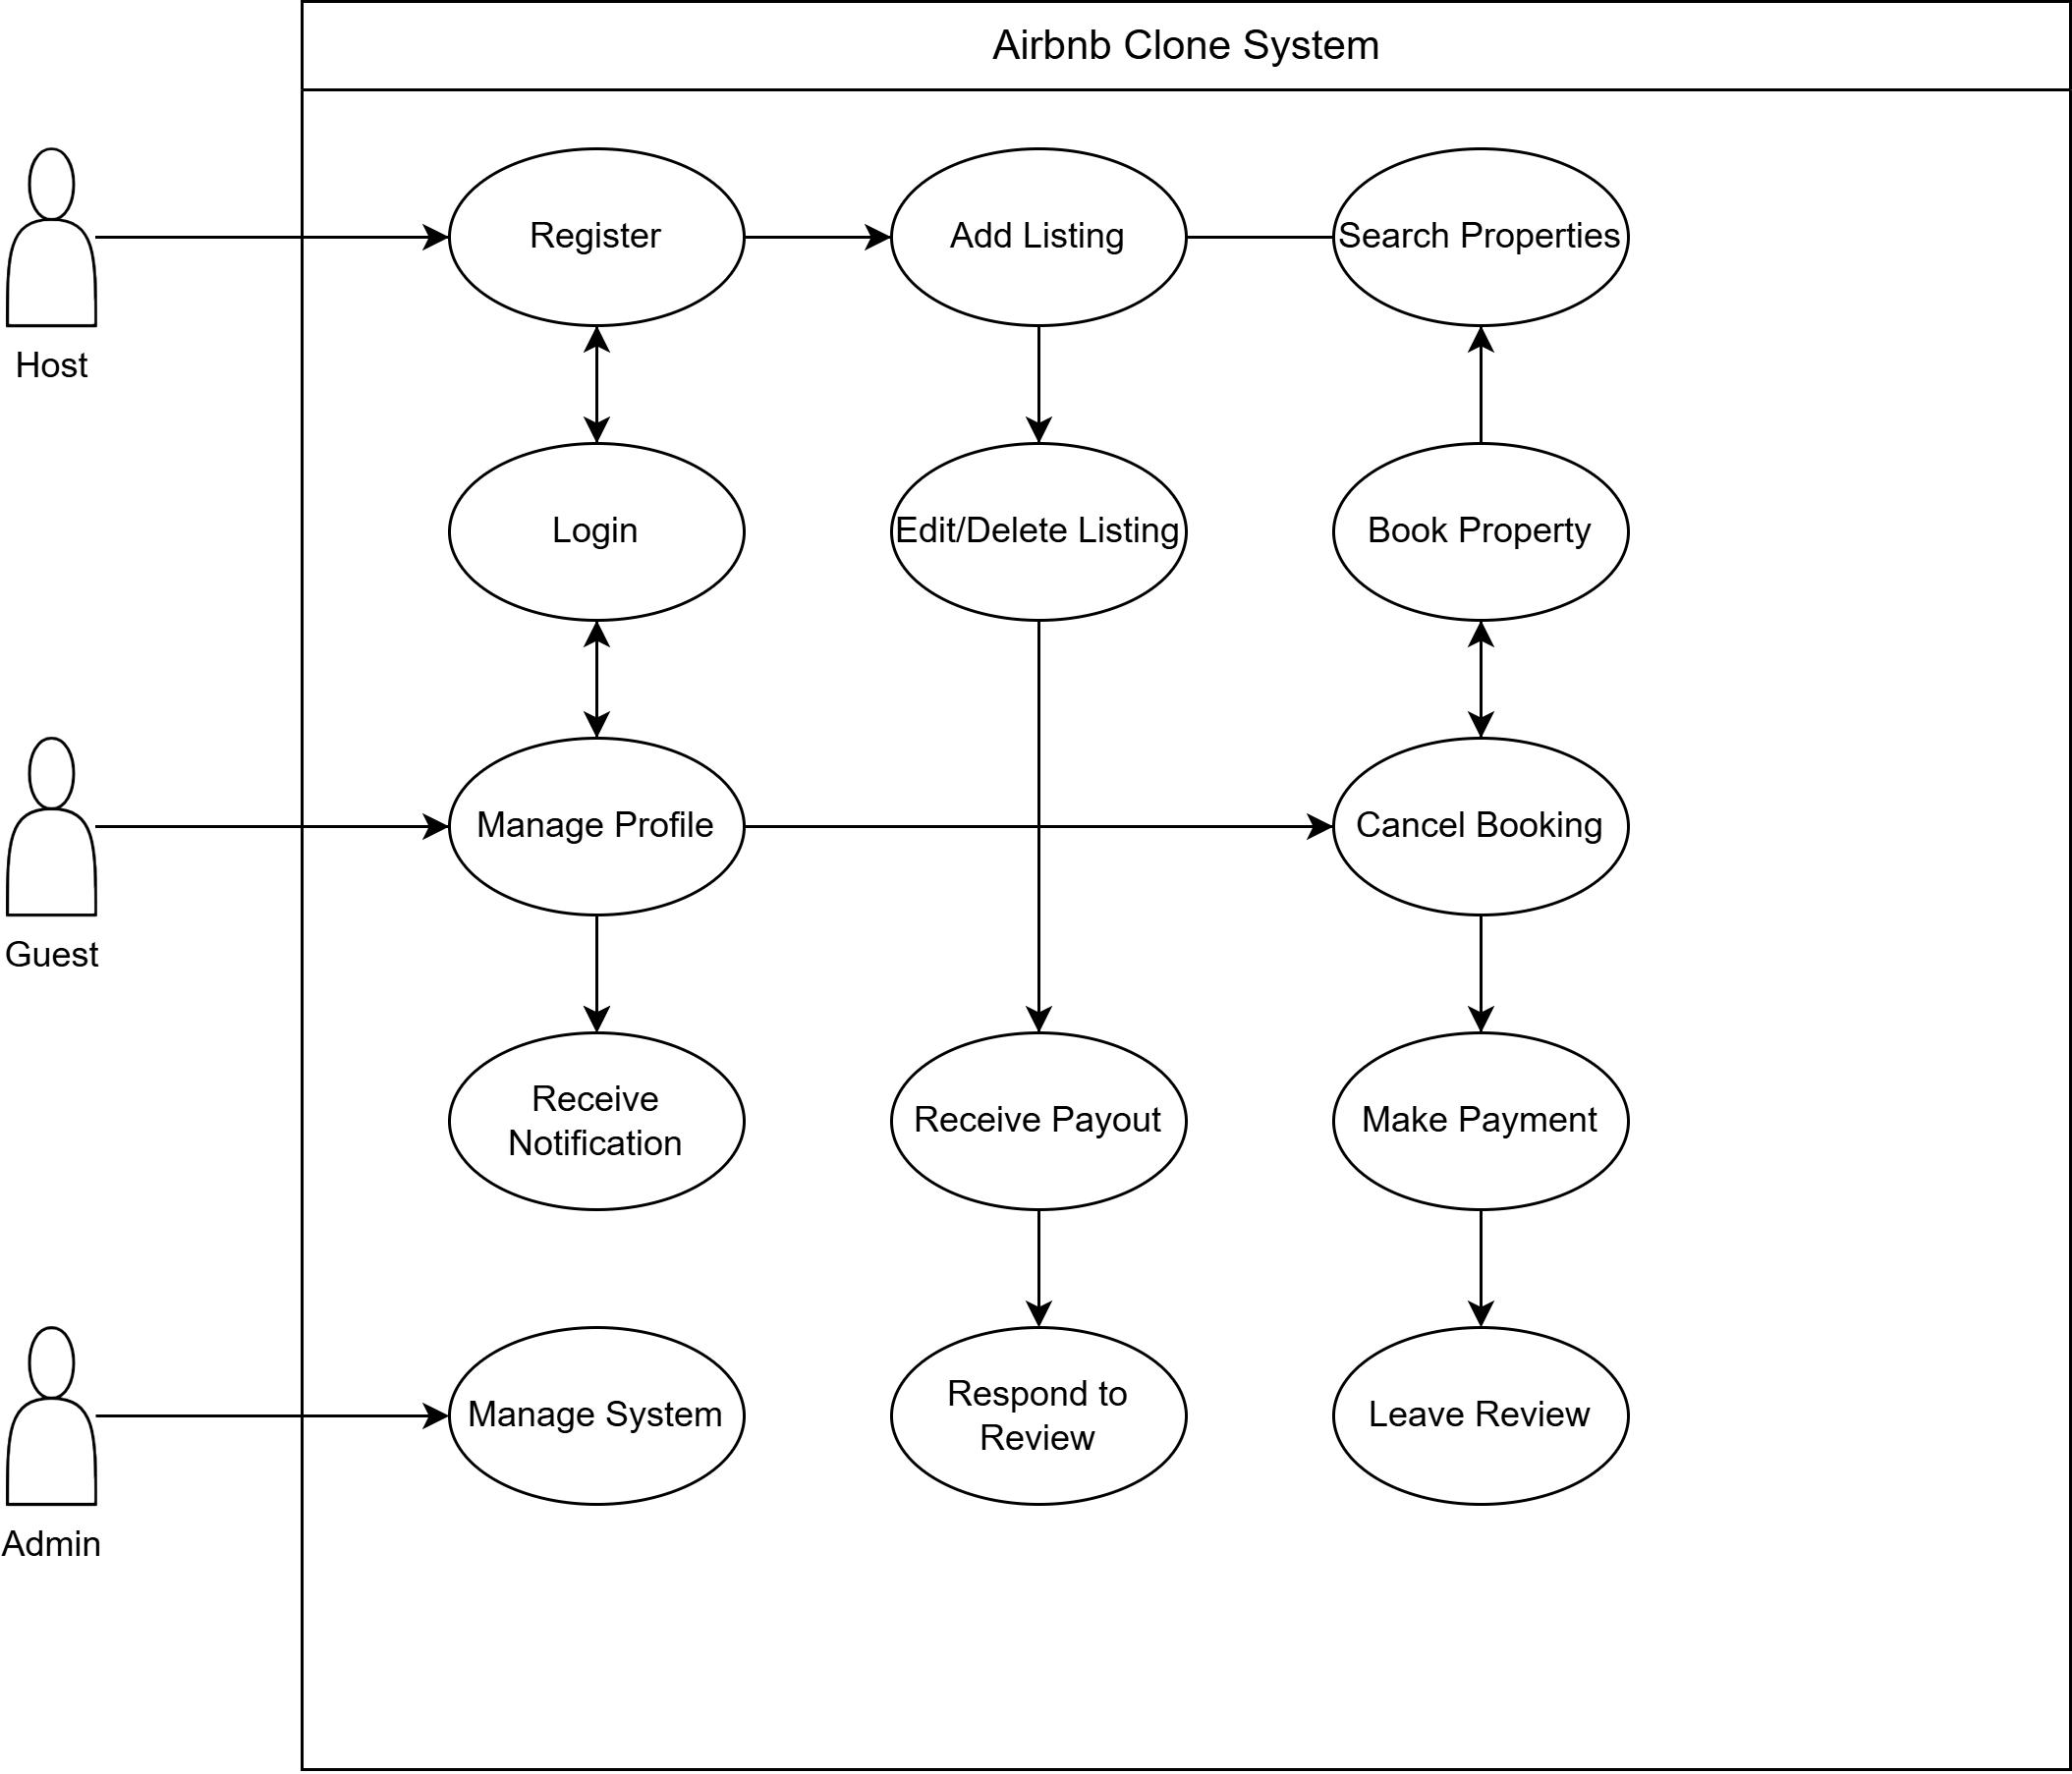 Airbnb Clone System
Host
Register
Add Listing
Search Properties
Login
Edit/Delete Listing
Book Property
Guest
Manage Profile
Cancel Booking
Receive
Notification
Receive Payout
Make Payment
Admin
Manage System
Respond to
Review
Leave Review